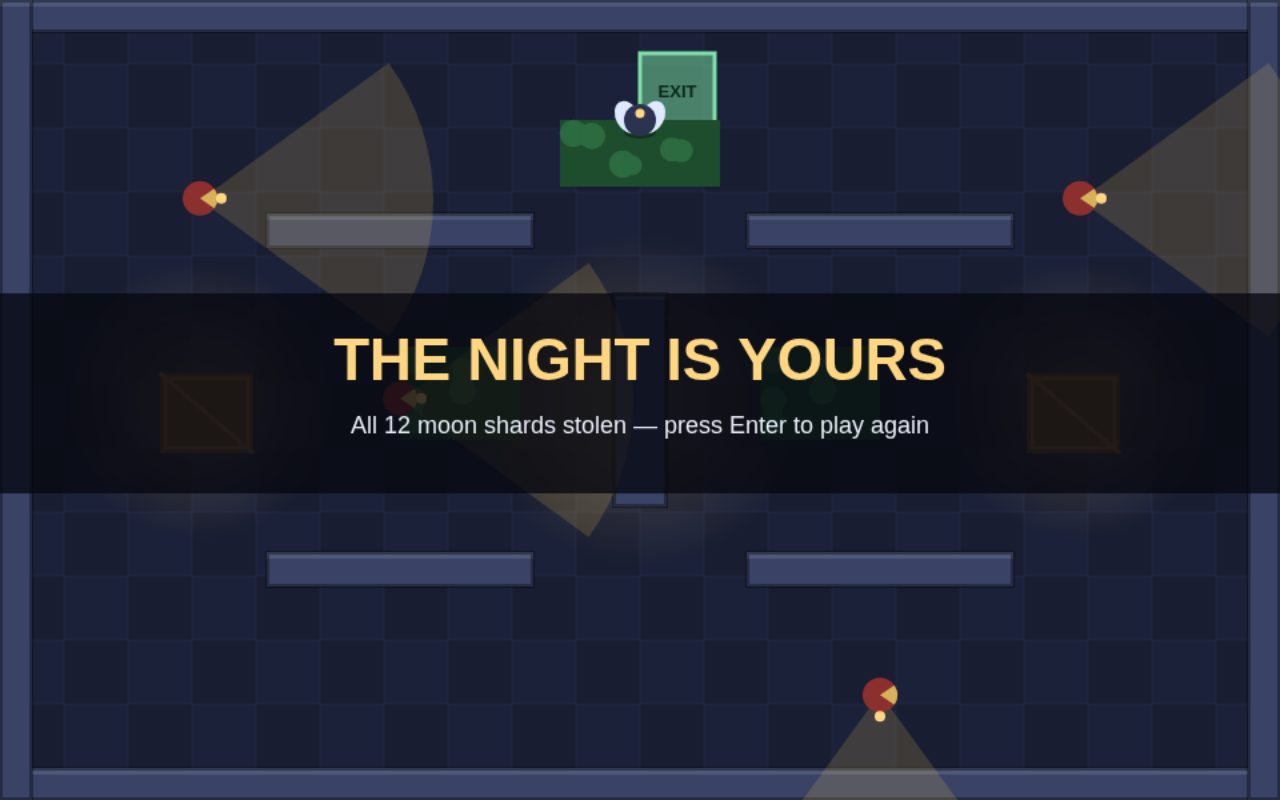 EXIT
THE NIGHT IS YOURS
All 12 moon shards stolen — press Enter to play again